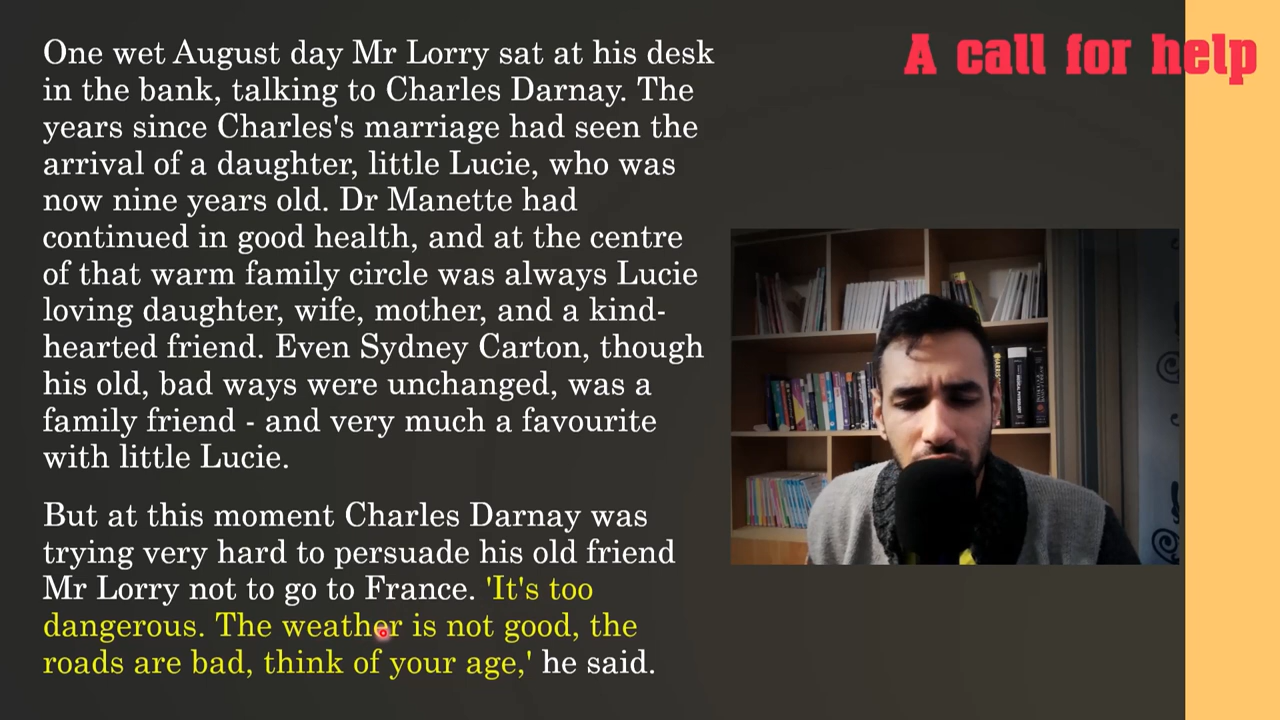 A call for help
One wet August day Mr Lorry sat at his desk
in the bank, talking to Charles Darnay. The
years since Charles's marriage had seen the
arrival of a daughter, little Lucie, who was
now nine years old. Dr Manette had
continued in good health, and at the centre
of that warm family circle was always Lucie
loving daughter, wife, mother, and a kind-
hearted friend. Even Sydney Carton, though
his old, bad ways were unchanged, was a
family friend - and very much a favourite
with little Lucie.
But at this moment Charles Darnay was
trying very hard to persuade his old friend
Mr Lorry not to go to France. 'It's too
dangerous. The weather is not good, the
roads are bad, think of your age,' he said.